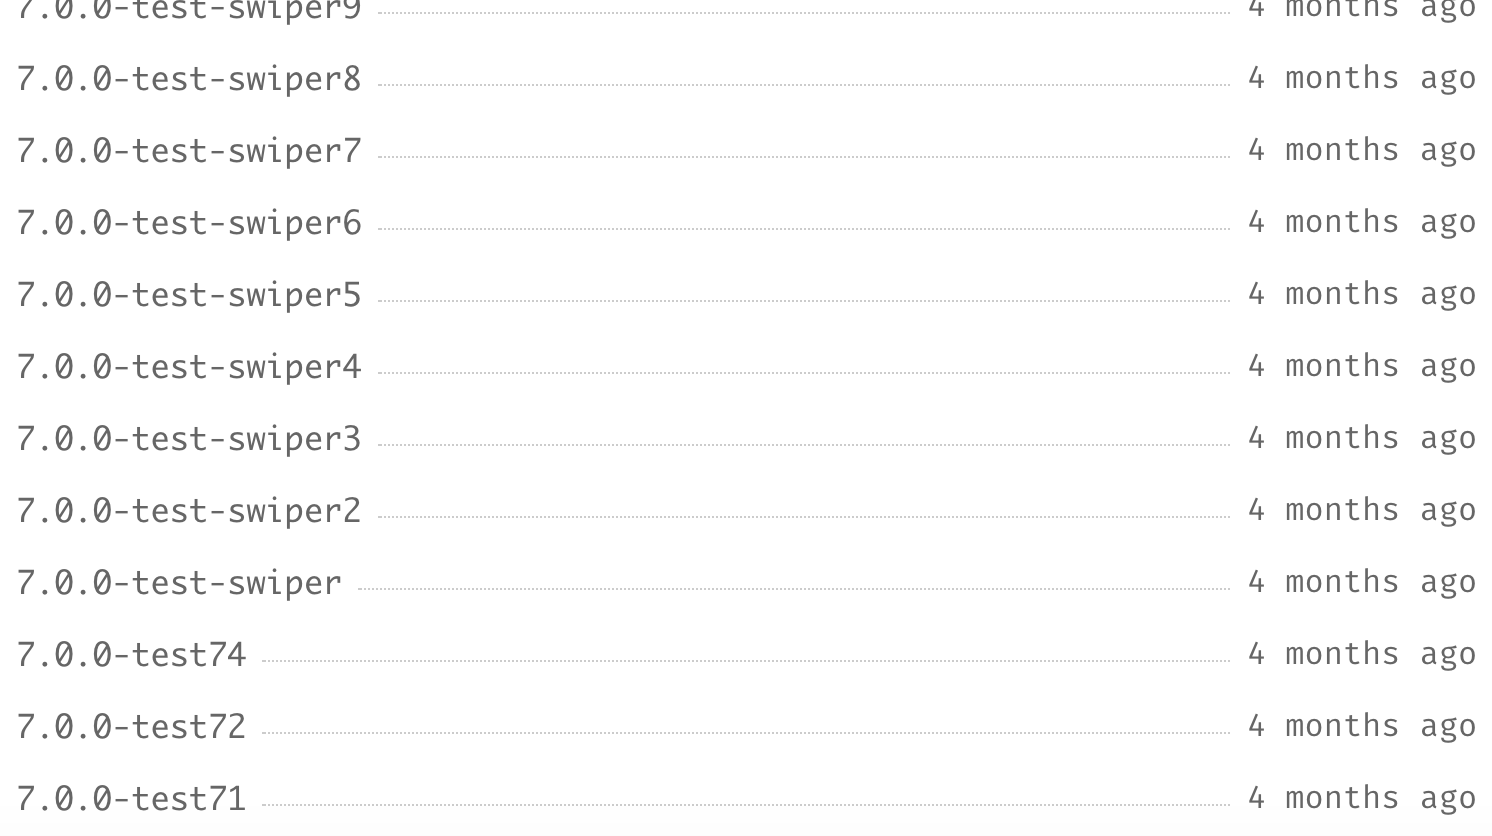 7.0.0-test-swiper9 4 months ago
7.0.0-test-swiper8 4 months ago
7.0.0-test-swiper7 4 months ago
7.0.0-test-swiper6 4 months ago
7.0.0-test-swiper5 4 months ago
7.0.0-test-swiper4 4 months ago
7.0.0-test-swiper3 4 months ago
7.0.0-test-swiper2 4 months ago
7.0.0-test-swiper 4 months ago
7.0.0-test74 4 months ago
7.0.0-test72 4 months ago
7.0.0-test71 4 months ago